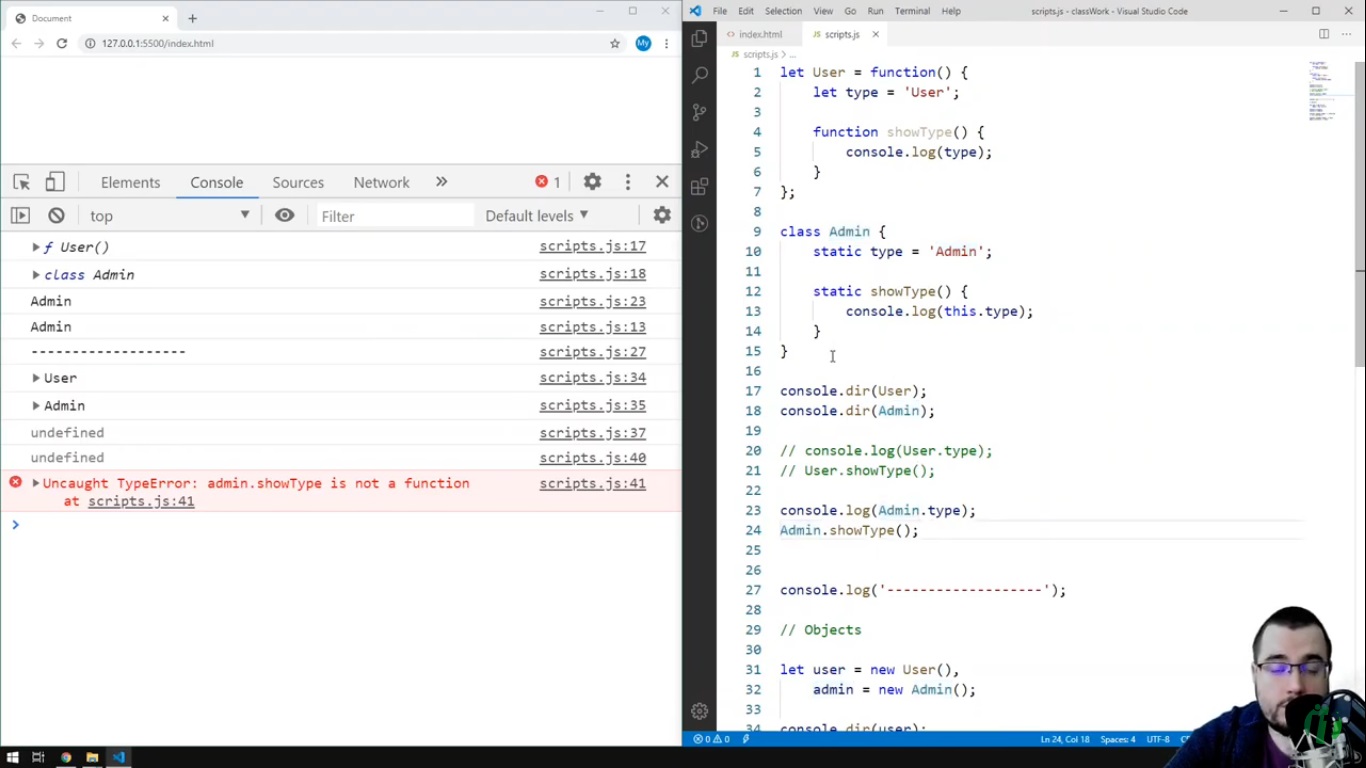 Document
127.0.0.1:5500/index.html
My
Elements Console Sources Network » 1
top Filter Default levels ▼
ƒ User() scripts.js:17
class Admin scripts.js:18
Admin scripts.js:23
Admin scripts.js:13
------------------- scripts.js:27
User scripts.js:34
Admin scripts.js:35
undefined scripts.js:37
undefined scripts.js:40
Uncaught TypeError: admin.showType is not a function scripts.js:41
at scripts.js:41
File Edit Selection View Go Run Terminal Help scripts.js - classWork - Visual Studio Code
index.html JS scripts.js
JS scripts.js > ...
1 let User = function() {
2 let type = 'User';
3
4 function showType() {
5 console.log(type);
6 }
7 };
8
9 class Admin {
10 static type = 'Admin';
11
12 static showType() {
13 console.log(this.type);
14 }
15 }
16
17 console.dir(User);
18 console.dir(Admin);
19
20 // console.log(User.type);
21 // User.showType();
22
23 console.log(Admin.type);
24 Admin.showType();
25
26
27 console.log('-------------------');
28
29 // Objects
30
31 let user = new User(),
32 admin = new Admin();
33
34 console.dir(user);
0 0 Ln 24, Col 18 Spaces: 4 UTF-8